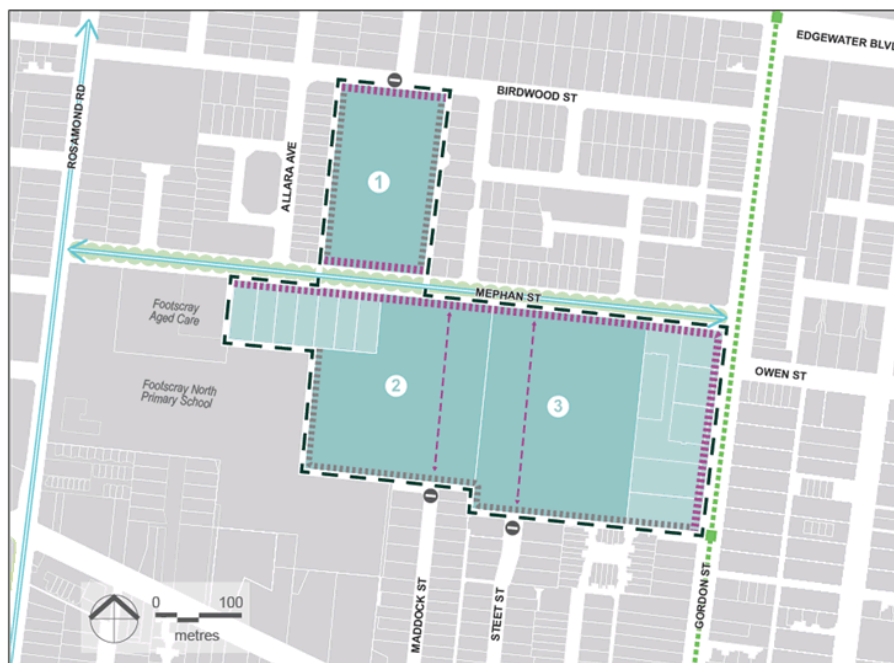 EDGEWATER BLVD
BIRDWOOD ST
ROSAMOND RD
ALLARA AVE
1
MEPHAN ST
Footscray
Aged Care
OWEN ST
2
3
Footscray North
Primary School
0 100
metres
MADDOCK ST
STEET ST
GORDON ST